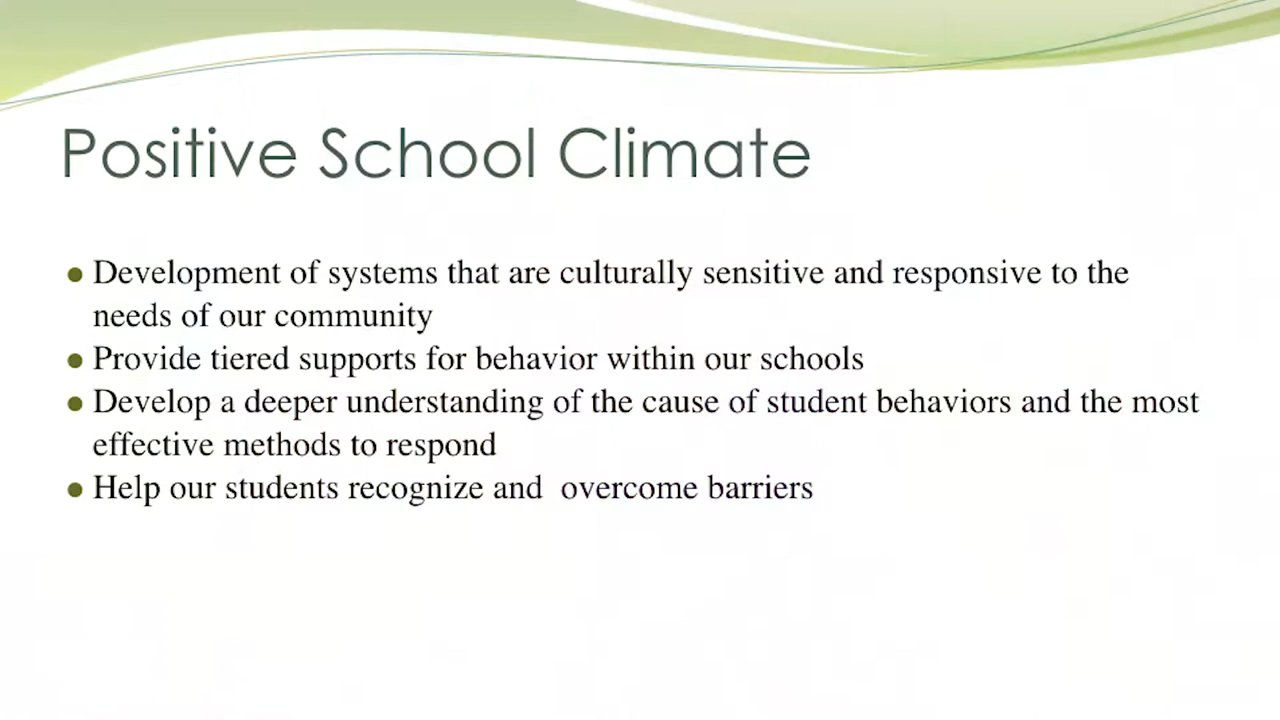 Positive School Climate
● Development of systems that are culturally sensitive and responsive to the
needs of our community
● Provide tiered supports for behavior within our schools
● Develop a deeper understanding of the cause of student behaviors and the most
effective methods to respond
● Help our students recognize and  overcome barriers